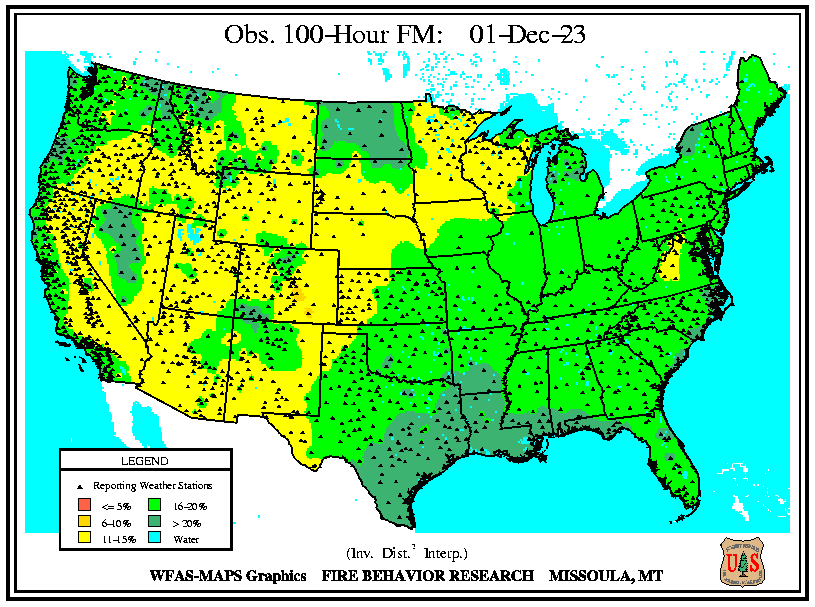 Obs. 100-Hour FM: 01-Dec-23
LEGEND
Reporting Weather Stations
<= 5% 16-20%
6-10% > 20%
11-15% Water
(Inv. Dist.² Interp.)
WFAS-MAPS Graphics FIRE BEHAVIOR RESEARCH MISSOULA, MT
U S